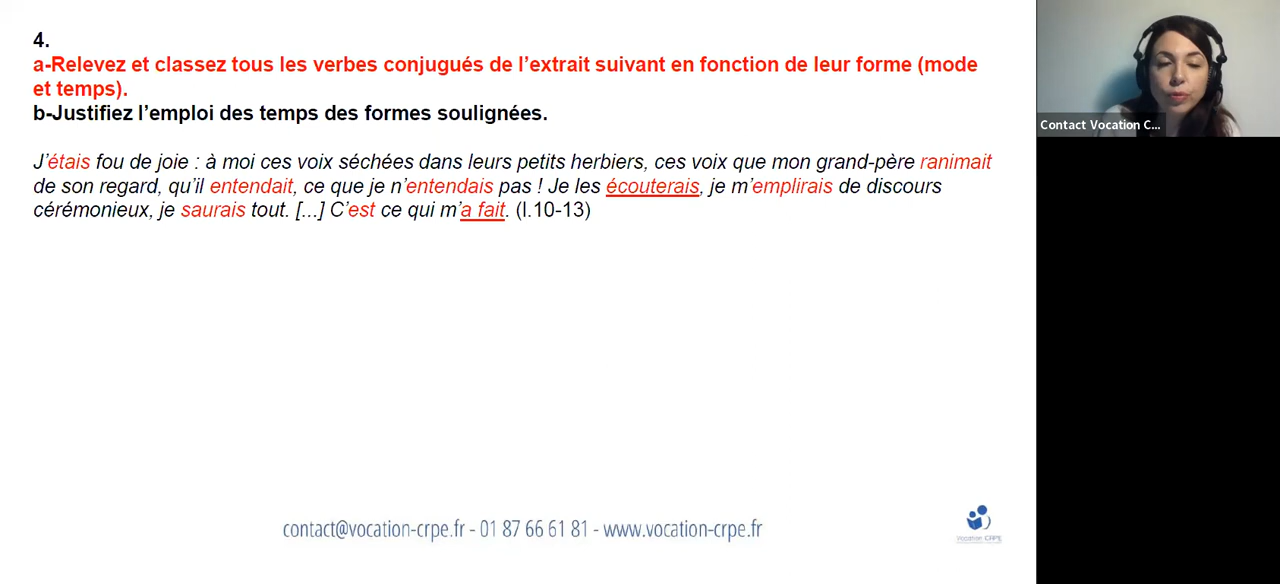 4.
a-Relevez et classez tous les verbes conjugués de l’extrait suivant en fonction de leur forme (mode
et temps).
b-Justifiez l’emploi des temps des formes soulignées.
J’étais fou de joie : à moi ces voix séchées dans leurs petits herbiers, ces voix que mon grand-père ranimait
de son regard, qu’il entendait, ce que je n’entendais pas ! Je les écouterais, je m’emplirais de discours
cérémonieux, je saurais tout. [...] C’est ce qui m’a fait. (l.10-13)
Contact Vocation C...
contact@vocation-crpe.fr - 01 87 66 61 81 - www.vocation-crpe.fr
Vocation CRPE